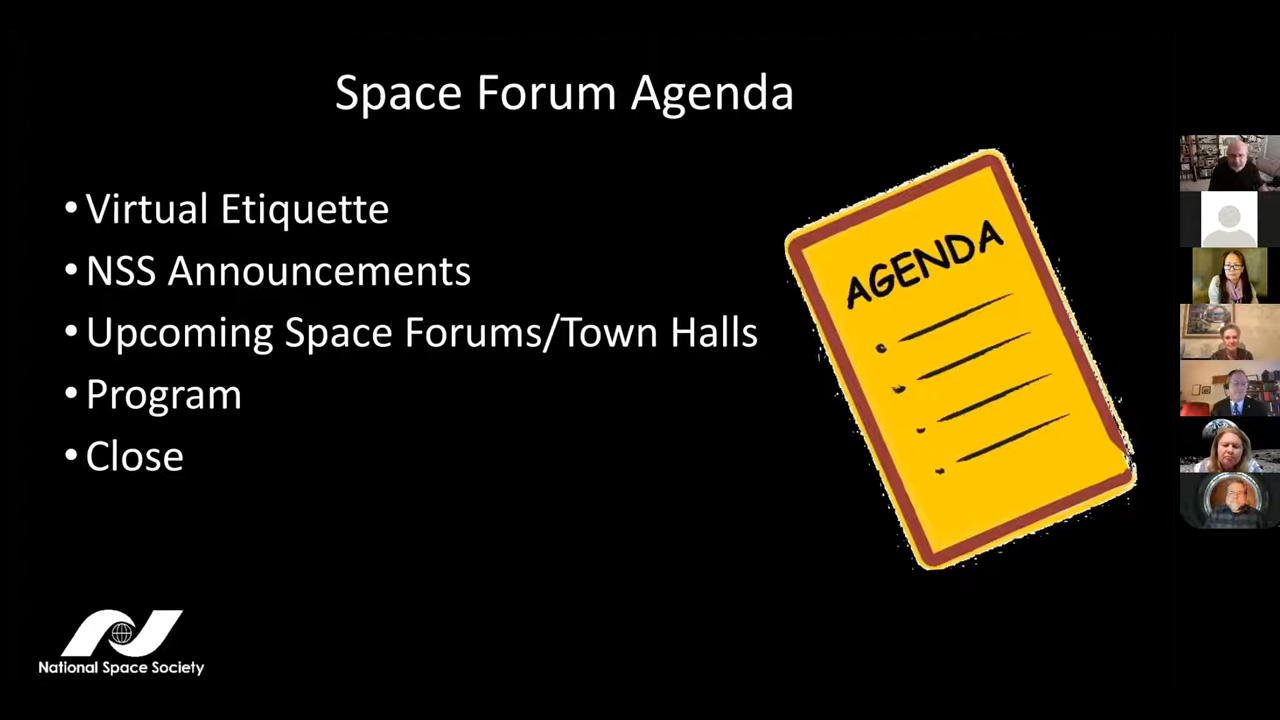 Space Forum Agenda
• Virtual Etiquette
• NSS Announcements
• Upcoming Space Forums/Town Halls
• Program
• Close
AGENDA
National Space Society